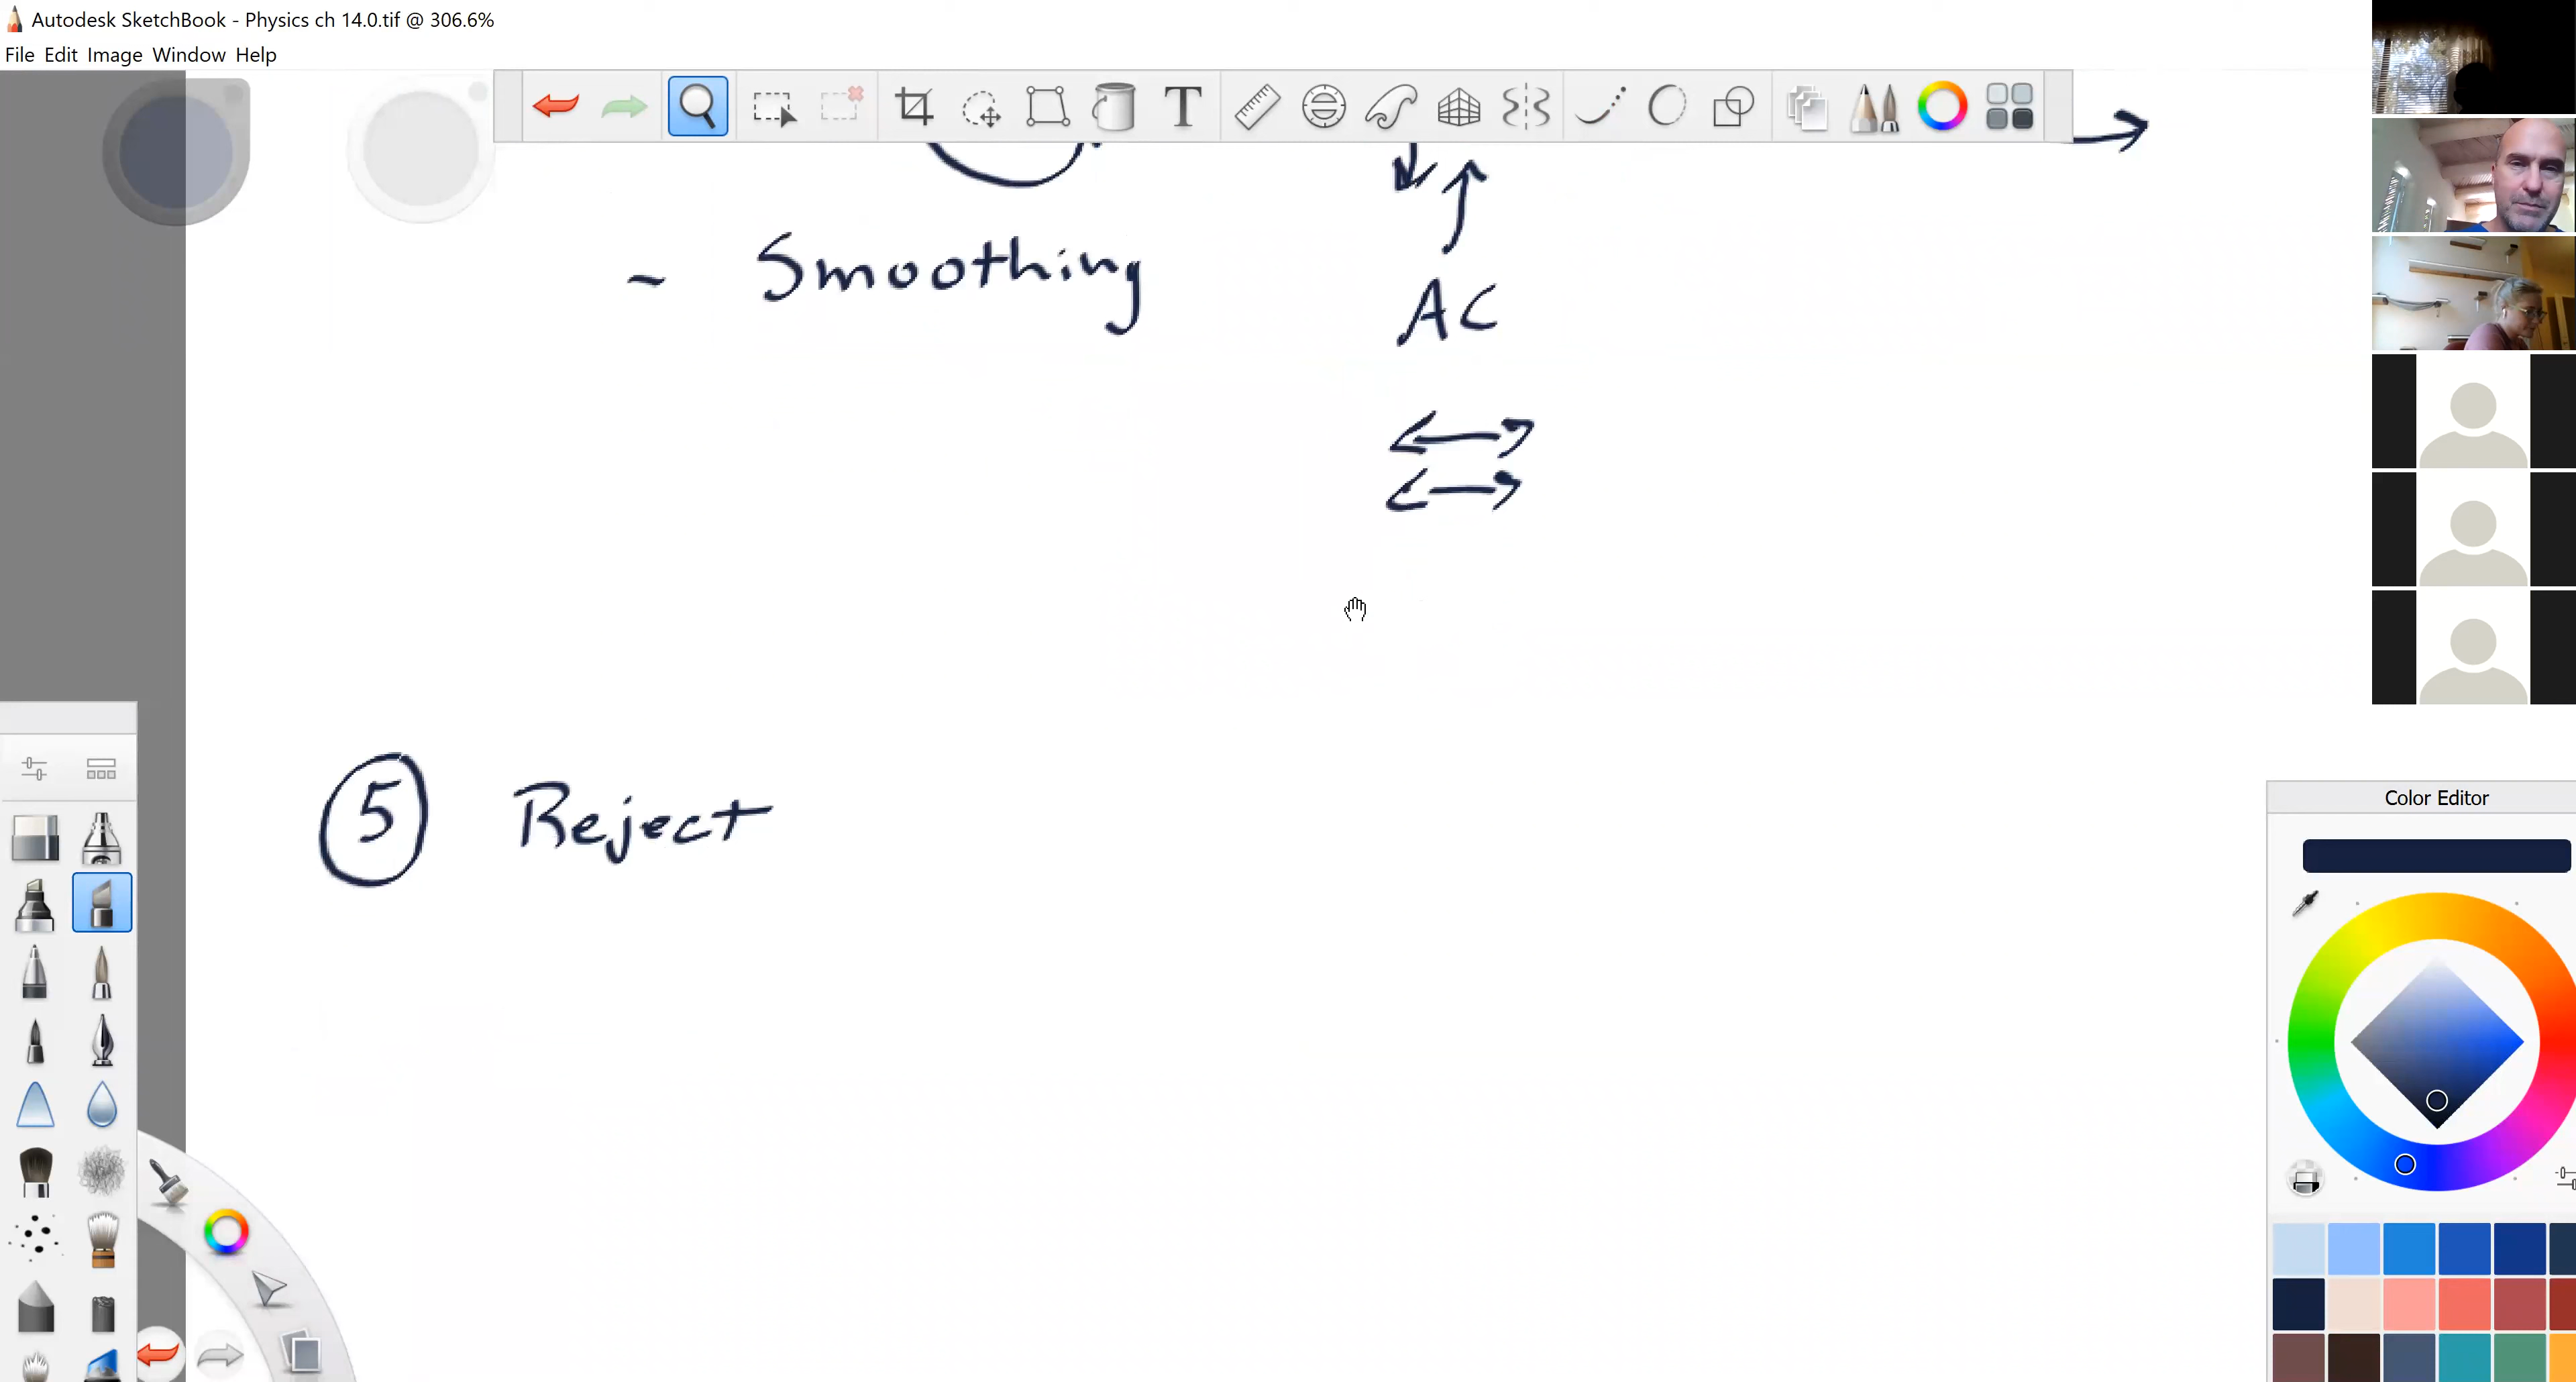 Autodesk SketchBook - Physics ch 14.0.tif @ 306.6%
File Edit Image Window Help
T
- Smoothing
AC
5 Reject
Color Editor